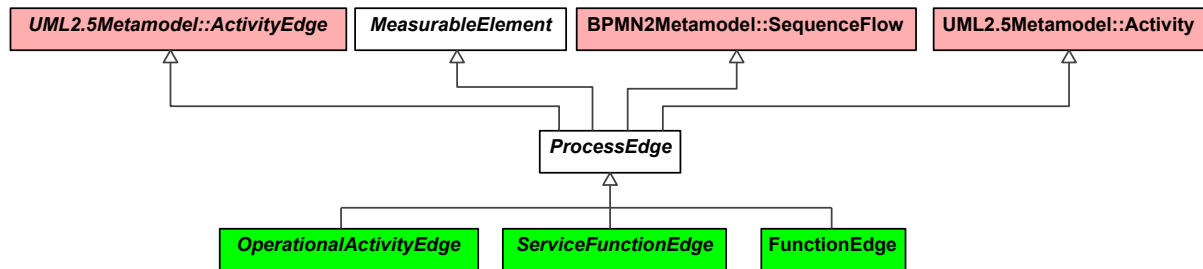 UML2.5Metamodel::ActivityEdge
MeasurableElement
BPMN2Metamodel::SequenceFlow
UML2.5Metamodel::Activity
ProcessEdge
OperationalActivityEdge
ServiceFunctionEdge
FunctionEdge